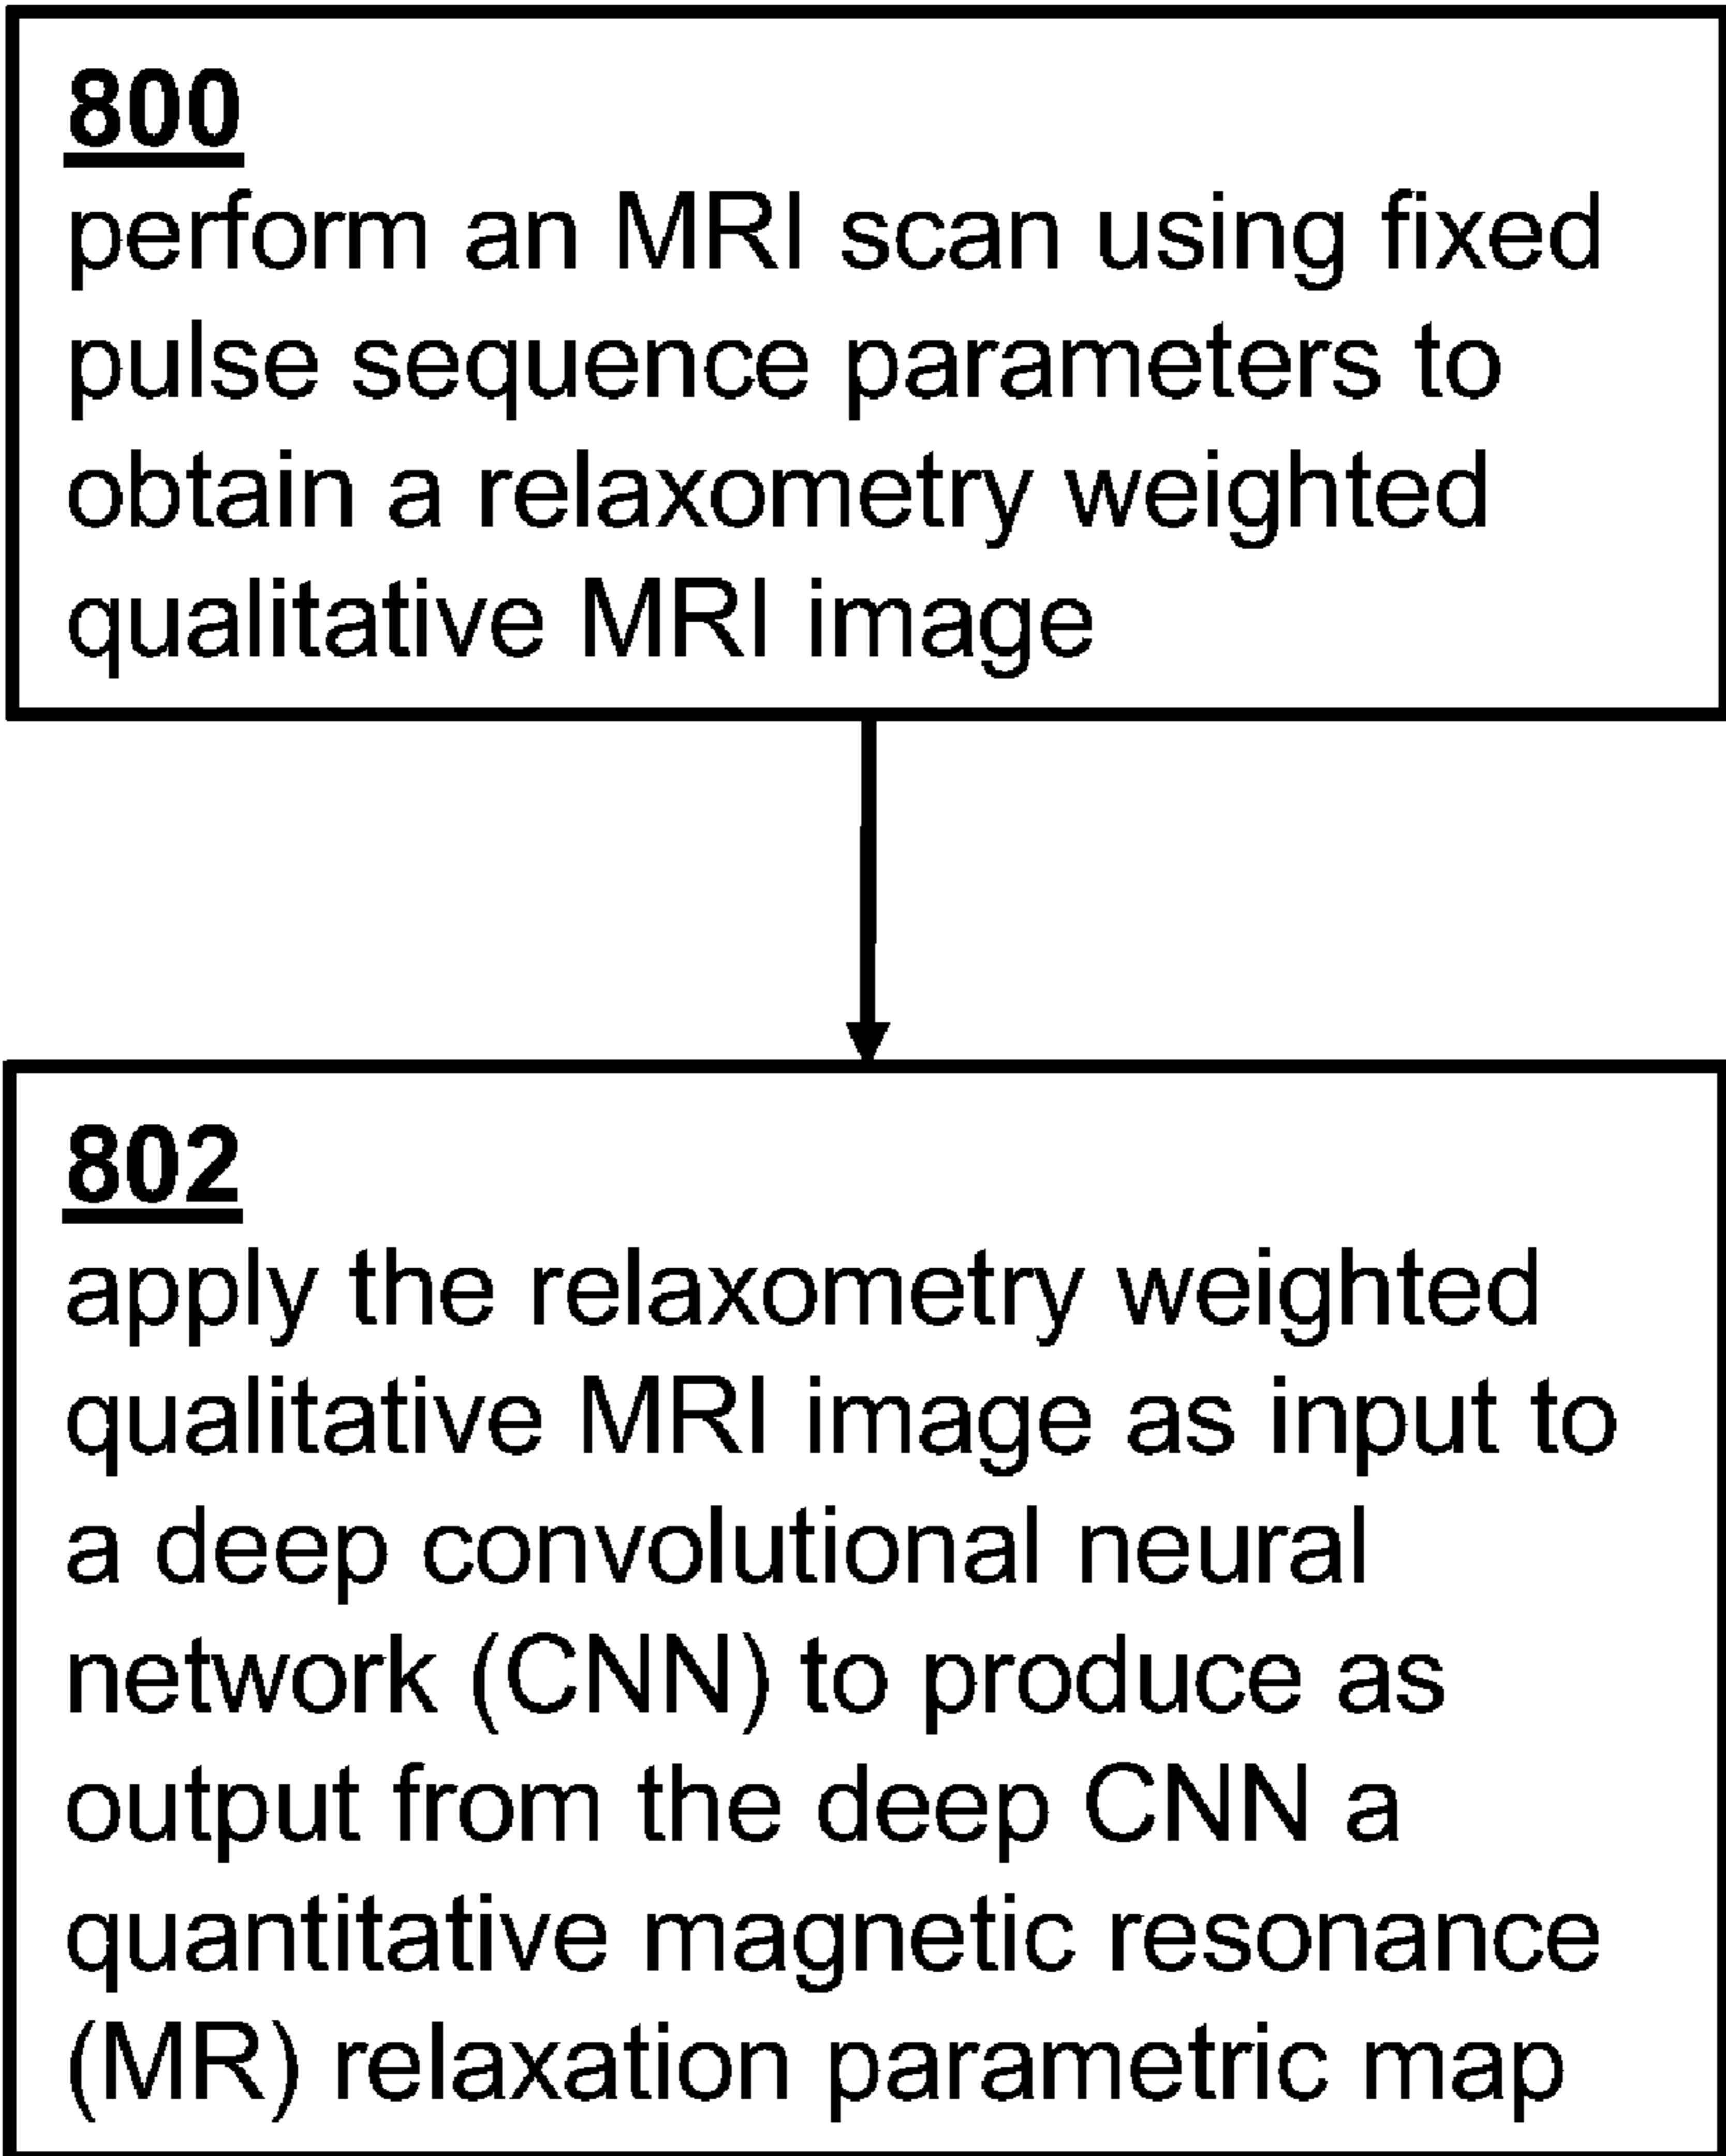 800
perform an MRI scan using fixed
pulse sequence parameters to
obtain a relaxometry weighted
qualitative MRI image
802
apply the relaxometry weighted
qualitative MRI image as input to
a deep convolutional neural
network (CNN) to produce as
output from the deep CNN a
quantitative magnetic resonance
(MR) relaxation parametric map